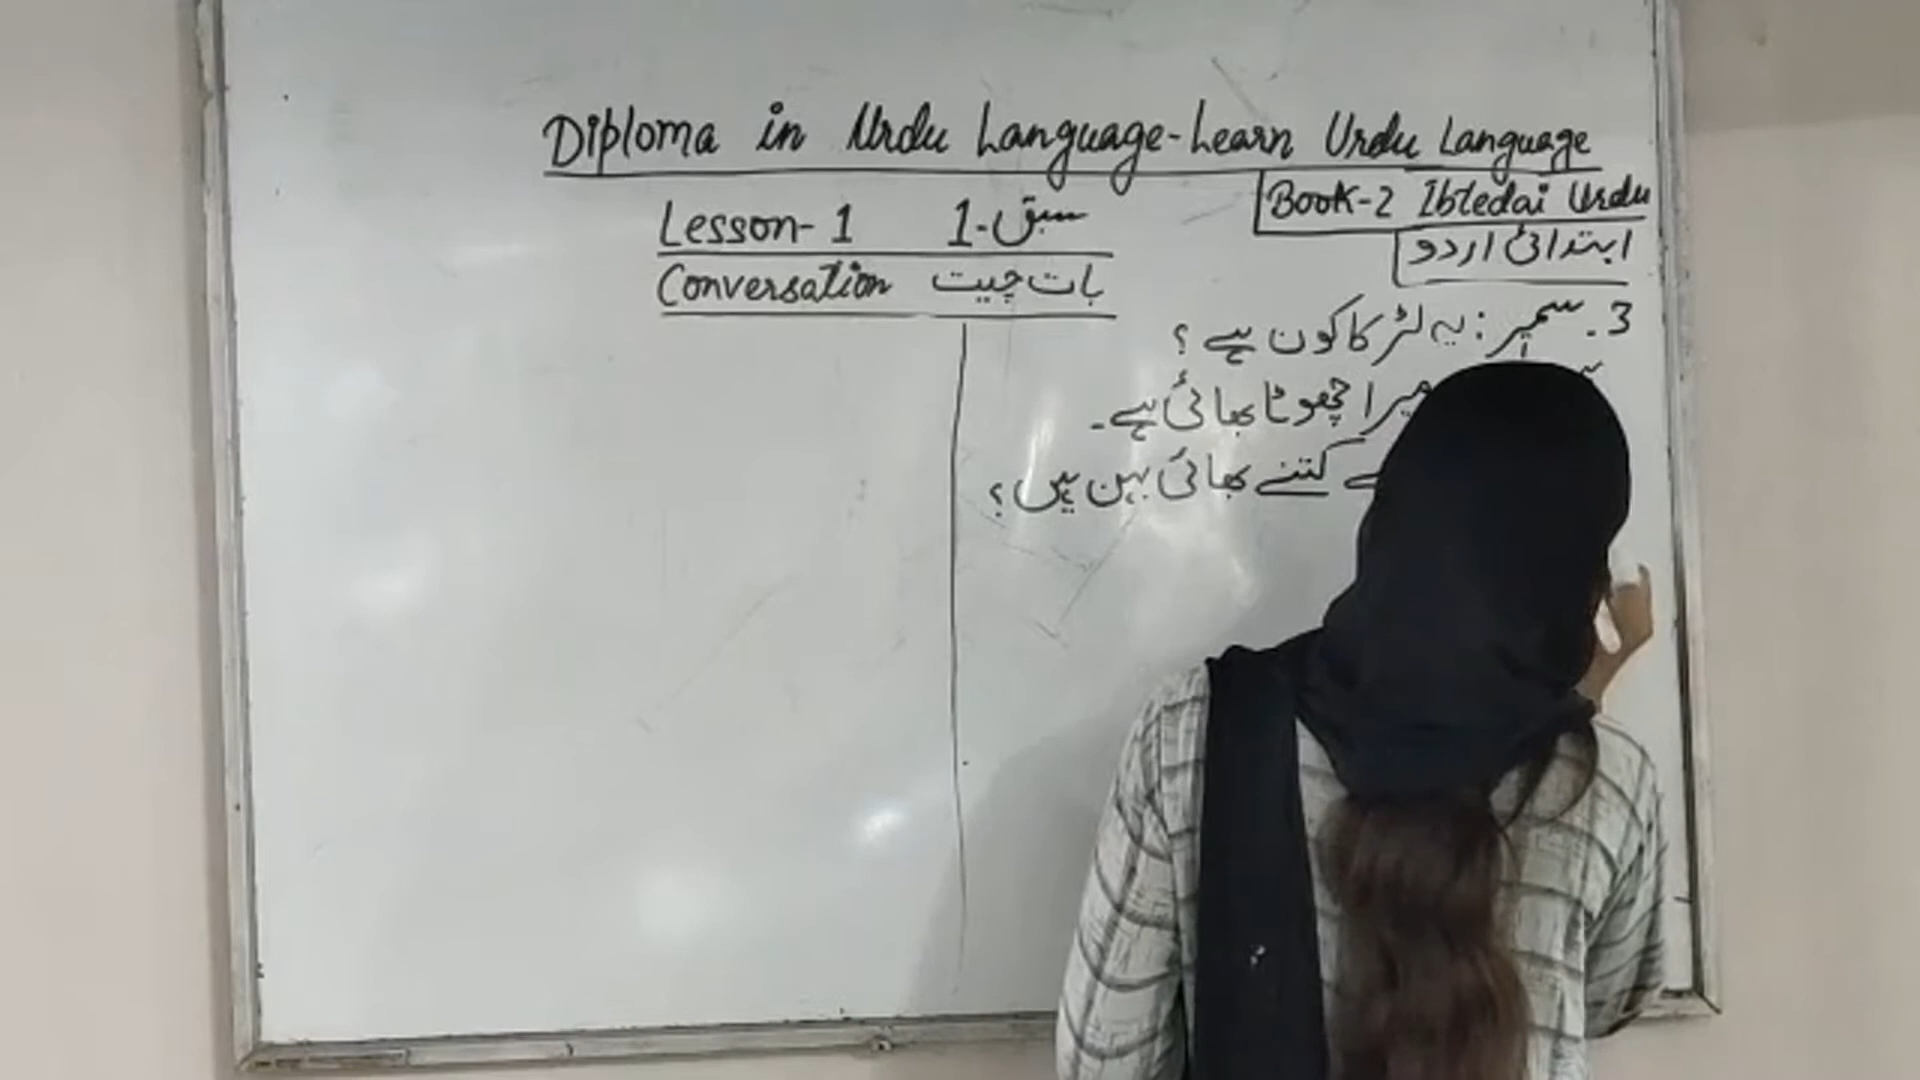 Diploma in Urdu Language-Learn Urdu Language
Book-2 Ibtedai Urdu
ابتدائی اردو
Lesson-1 سبق-1
Conversation بات چیت
3. سمیر: یہ لڑکا کون ہے؟
میرا چھوٹا بھائی ہے۔
کتنے بھائی بہن ہیں؟